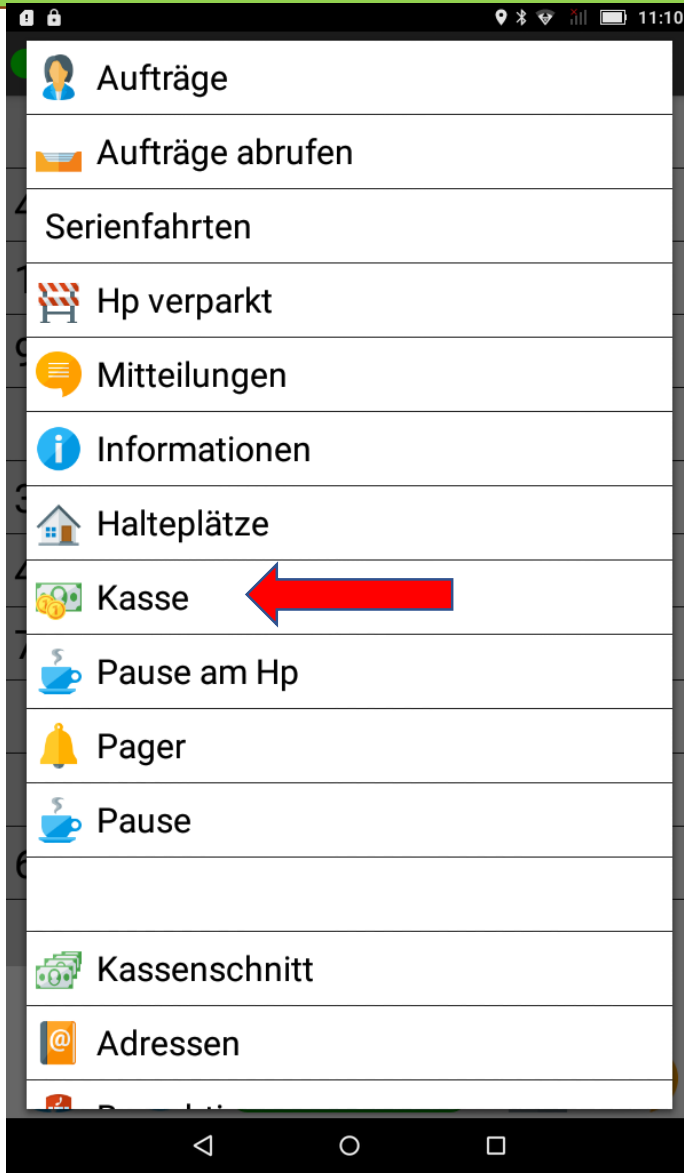 11:10
Aufträge
Aufträge abrufen
Serienfahrten
Hp verparkt
Mitteilungen
Informationen
Halteplätze
Kasse
Pause am Hp
Pager
Pause
Kassenschnitt
@
Adressen